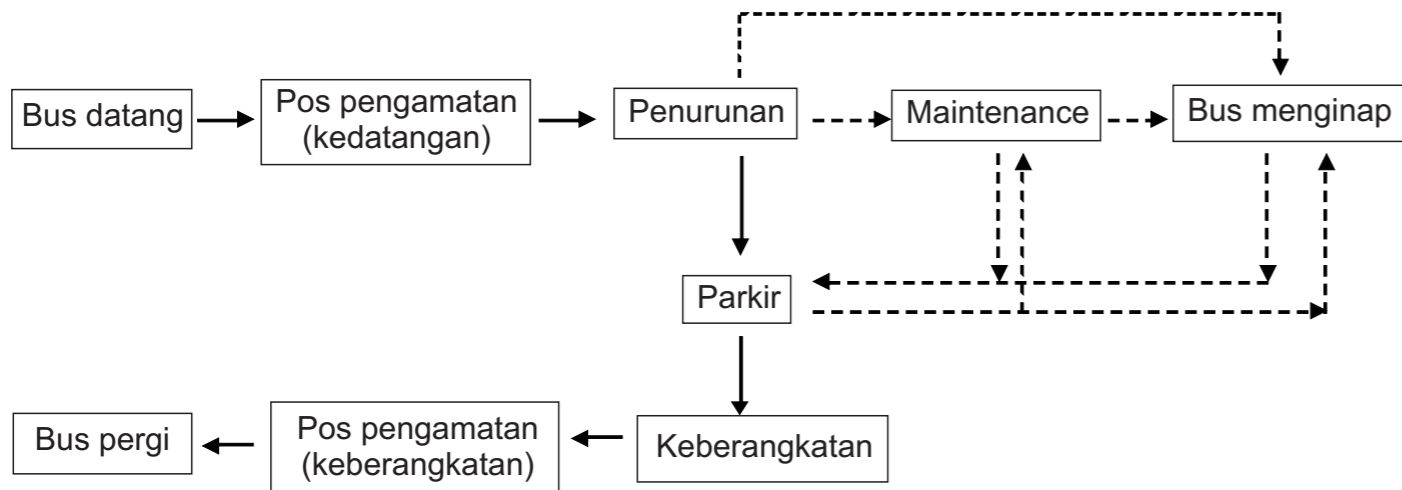 Bus datang
Pos pengamatan
(kedatangan)
Penurunan
Maintenance
Bus menginap
Parkir
Bus pergi
Pos pengamatan
(keberangkatan)
Keberangkatan